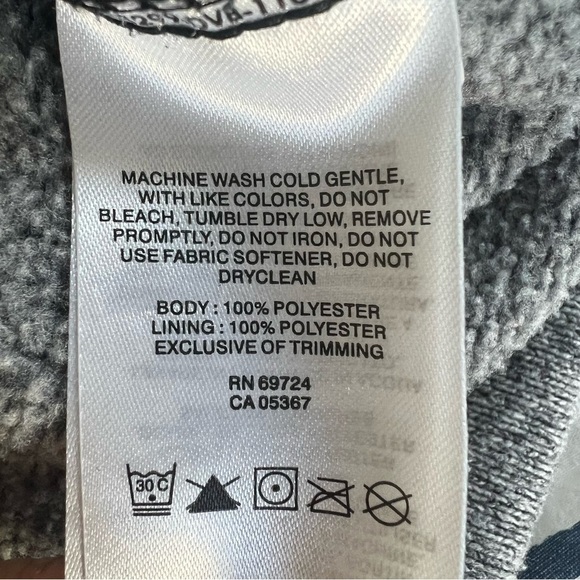 MACHINE WASH COLD GENTLE,
WITH LIKE COLORS, DO NOT
BLEACH, TUMBLE DRY LOW, REMOVE
PROMPTLY, DO NOT IRON, DO NOT
USE FABRIC SOFTENER, DO NOT
DRYCLEAN
BODY : 100% POLYESTER
LINING : 100% POLYESTER
EXCLUSIVE OF TRIMMING
RN 69724
CA 05367
30 C